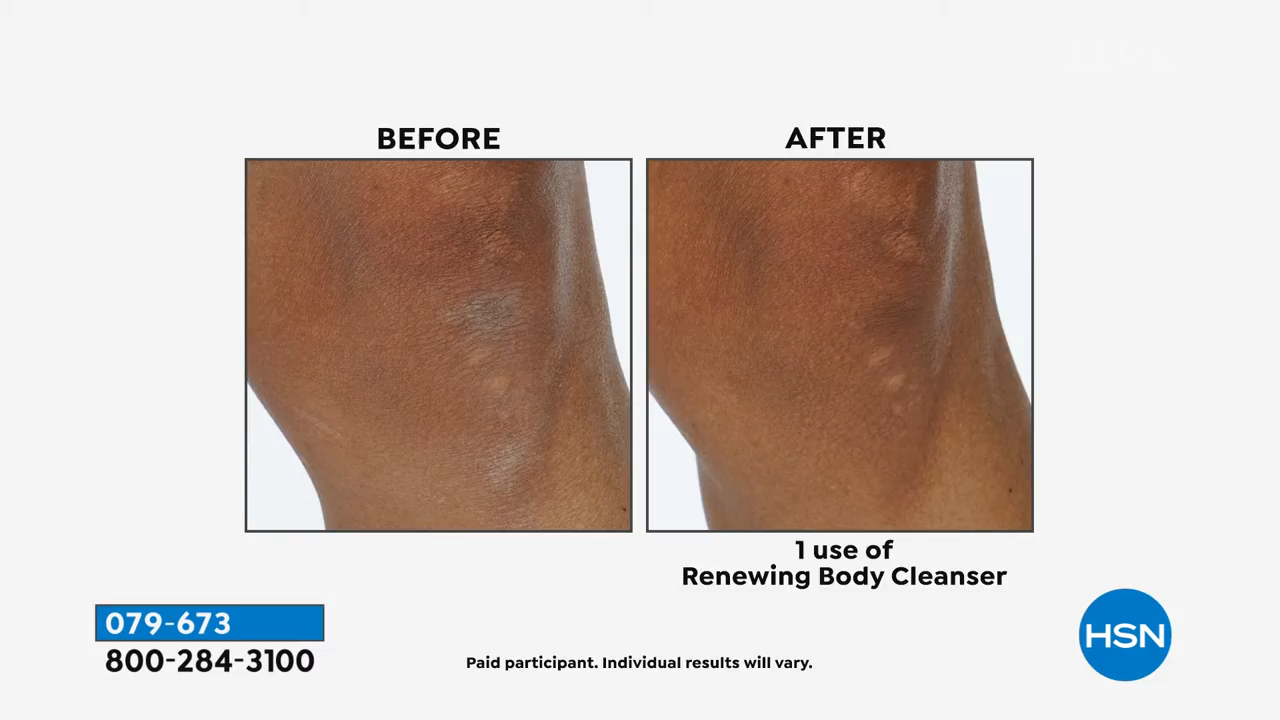 BEFORE
AFTER
1 use of
Renewing Body Cleanser
079-673
800-284-3100
Paid participant. Individual results will vary.
HSN